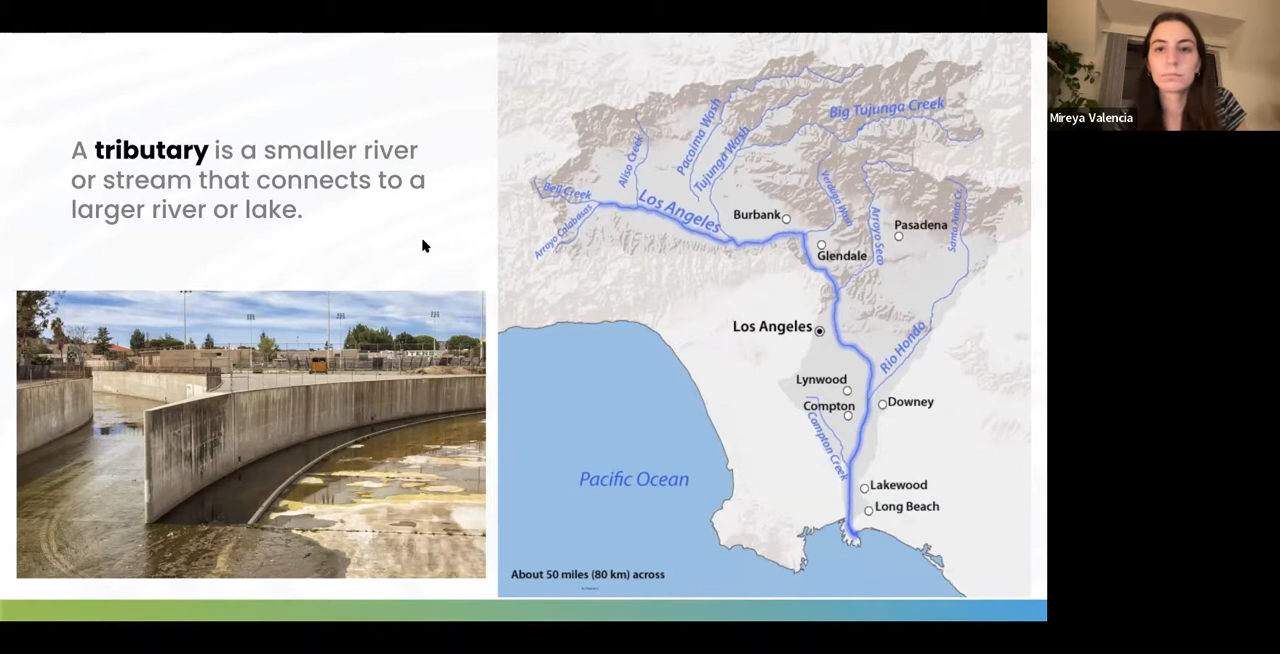 A tributary is a smaller river
or stream that connects to a
larger river or lake.
Big Tujunga Creek
Pacoima Wash
Tujunga Wash
Aliso Creek
Bell Creek
Arroyo Calabasas
Los Angeles
Verdugo Wash
Arroyo Seco
Santa Anita Cr.
Burbank
Pasadena
Glendale
Los Angeles
Rio Hondo
Lynwood
Compton
Downey
Compton Creek
Pacific Ocean
Lakewood
Long Beach
About 50 miles (80 km) across
Mireya Valencia